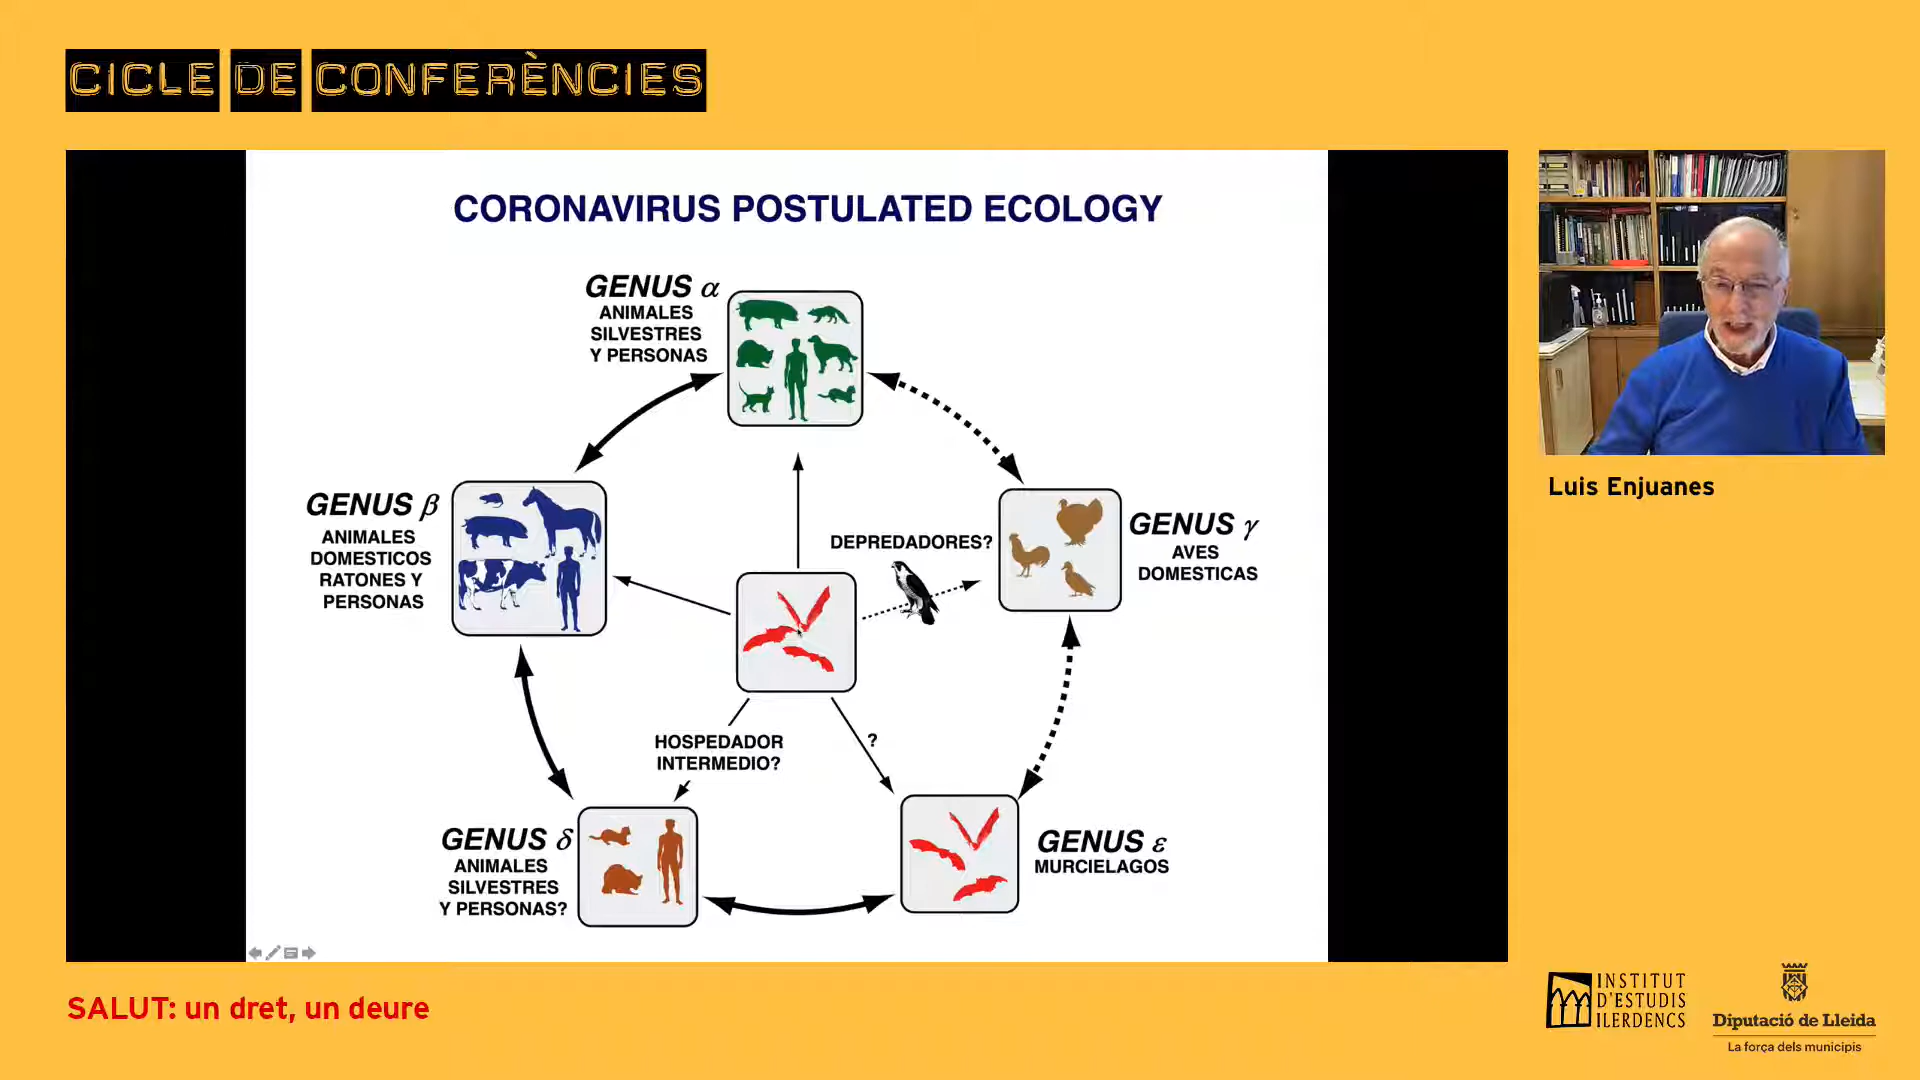 CICLE DE CONFERÈNCIES
CORONAVIRUS POSTULATED ECOLOGY
GENUS α
ANIMALES
SILVESTRES
Y PERSONAS
GENUS β
ANIMALES
DOMESTICOS
RATONES Y
PERSONAS
DEPREDADORES?
GENUS γ
AVES
DOMESTICAS
HOSPEDADOR
INTERMEDIO?
?
GENUS δ
ANIMALES
SILVESTRES
Y PERSONAS?
GENUS ε
MURCIELAGOS
Luis Enjuanes
SALUT: un dret, un deure
INSTITUT
D'ESTUDIS
ILERDENCS
Diputació de Lleida
La força dels municipis